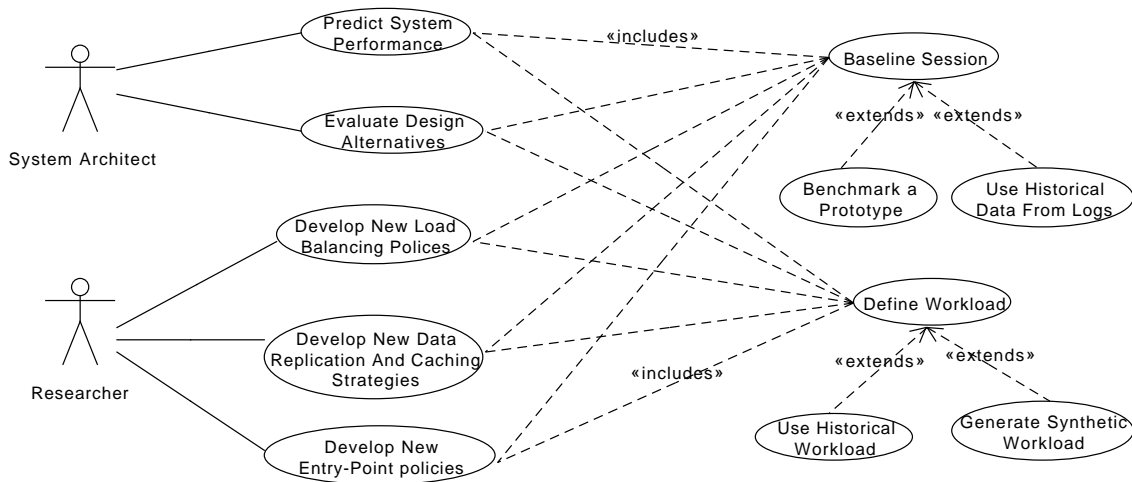 Predict System
Performance
«includes»
Baseline Session
System Architect
Evaluate Design
Alternatives
«extends»
«extends»
Benchmark a
Prototype
Use Historical
Data From Logs
Develop New Load
Balancing Polices
Researcher
Develop New Data
Replication And Caching
Strategies
Define Workload
«includes»
«extends»
«extends»
Develop New
Entry-Point policies
Use Historical
Workload
Generate Synthetic
Workload